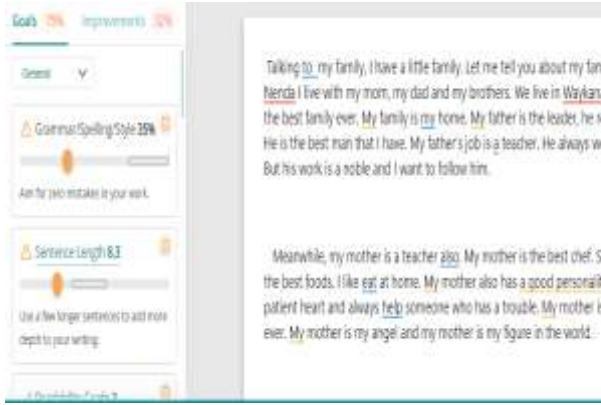 Goals 75% Improvements 32%
General
Grammar/Spelling/Style 35%
Aim for zero mistakes in your work.
Sentence Length 8.3
Use a few longer sentences to add more
depth to your writing.
Talking to my family, I have a little family. Let me tell you about my
Nenda I live with my mom, my dad and my brothers. We live in
the best family ever. My family is my home. My father is the leader, he
He is the best man that I have. My father's job is a teacher. He always
But his work is a noble and I want to follow him.
Meanwhile, my mother is a teacher also. My mother is the best chef.
the best foods. I like eat at home. My mother also has a good
patient heart and always help someone who has a trouble. My mother
ever. My mother is my angel and my mother is my figure in the world.